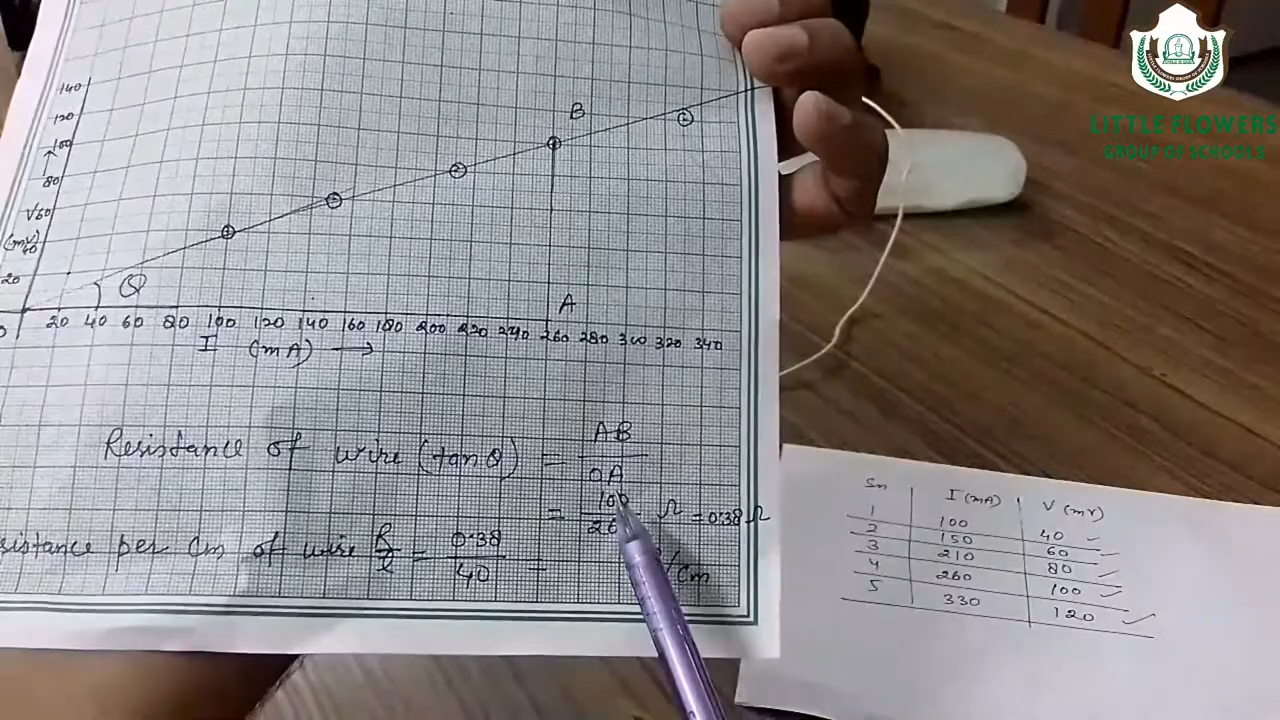 LITTLE FLOWERS
GROUP OF SCHOOLS
140
120
100
80
V 60
(mV)
40
20
B
A
θ
0 20 40 60 80 100 120 140 160 180 200 220 240 260 280 300 320 340
I (mA) →
Resistance of wire (tanθ) = AB
OA
= 100 Ω = 0.38 Ω
26
per cm of wire R = 0.38 =
l 40 /cm
Sn I (mA) V (mV)
1 100 40
2 150 60
3 210 80
4 260 100
5 330 120